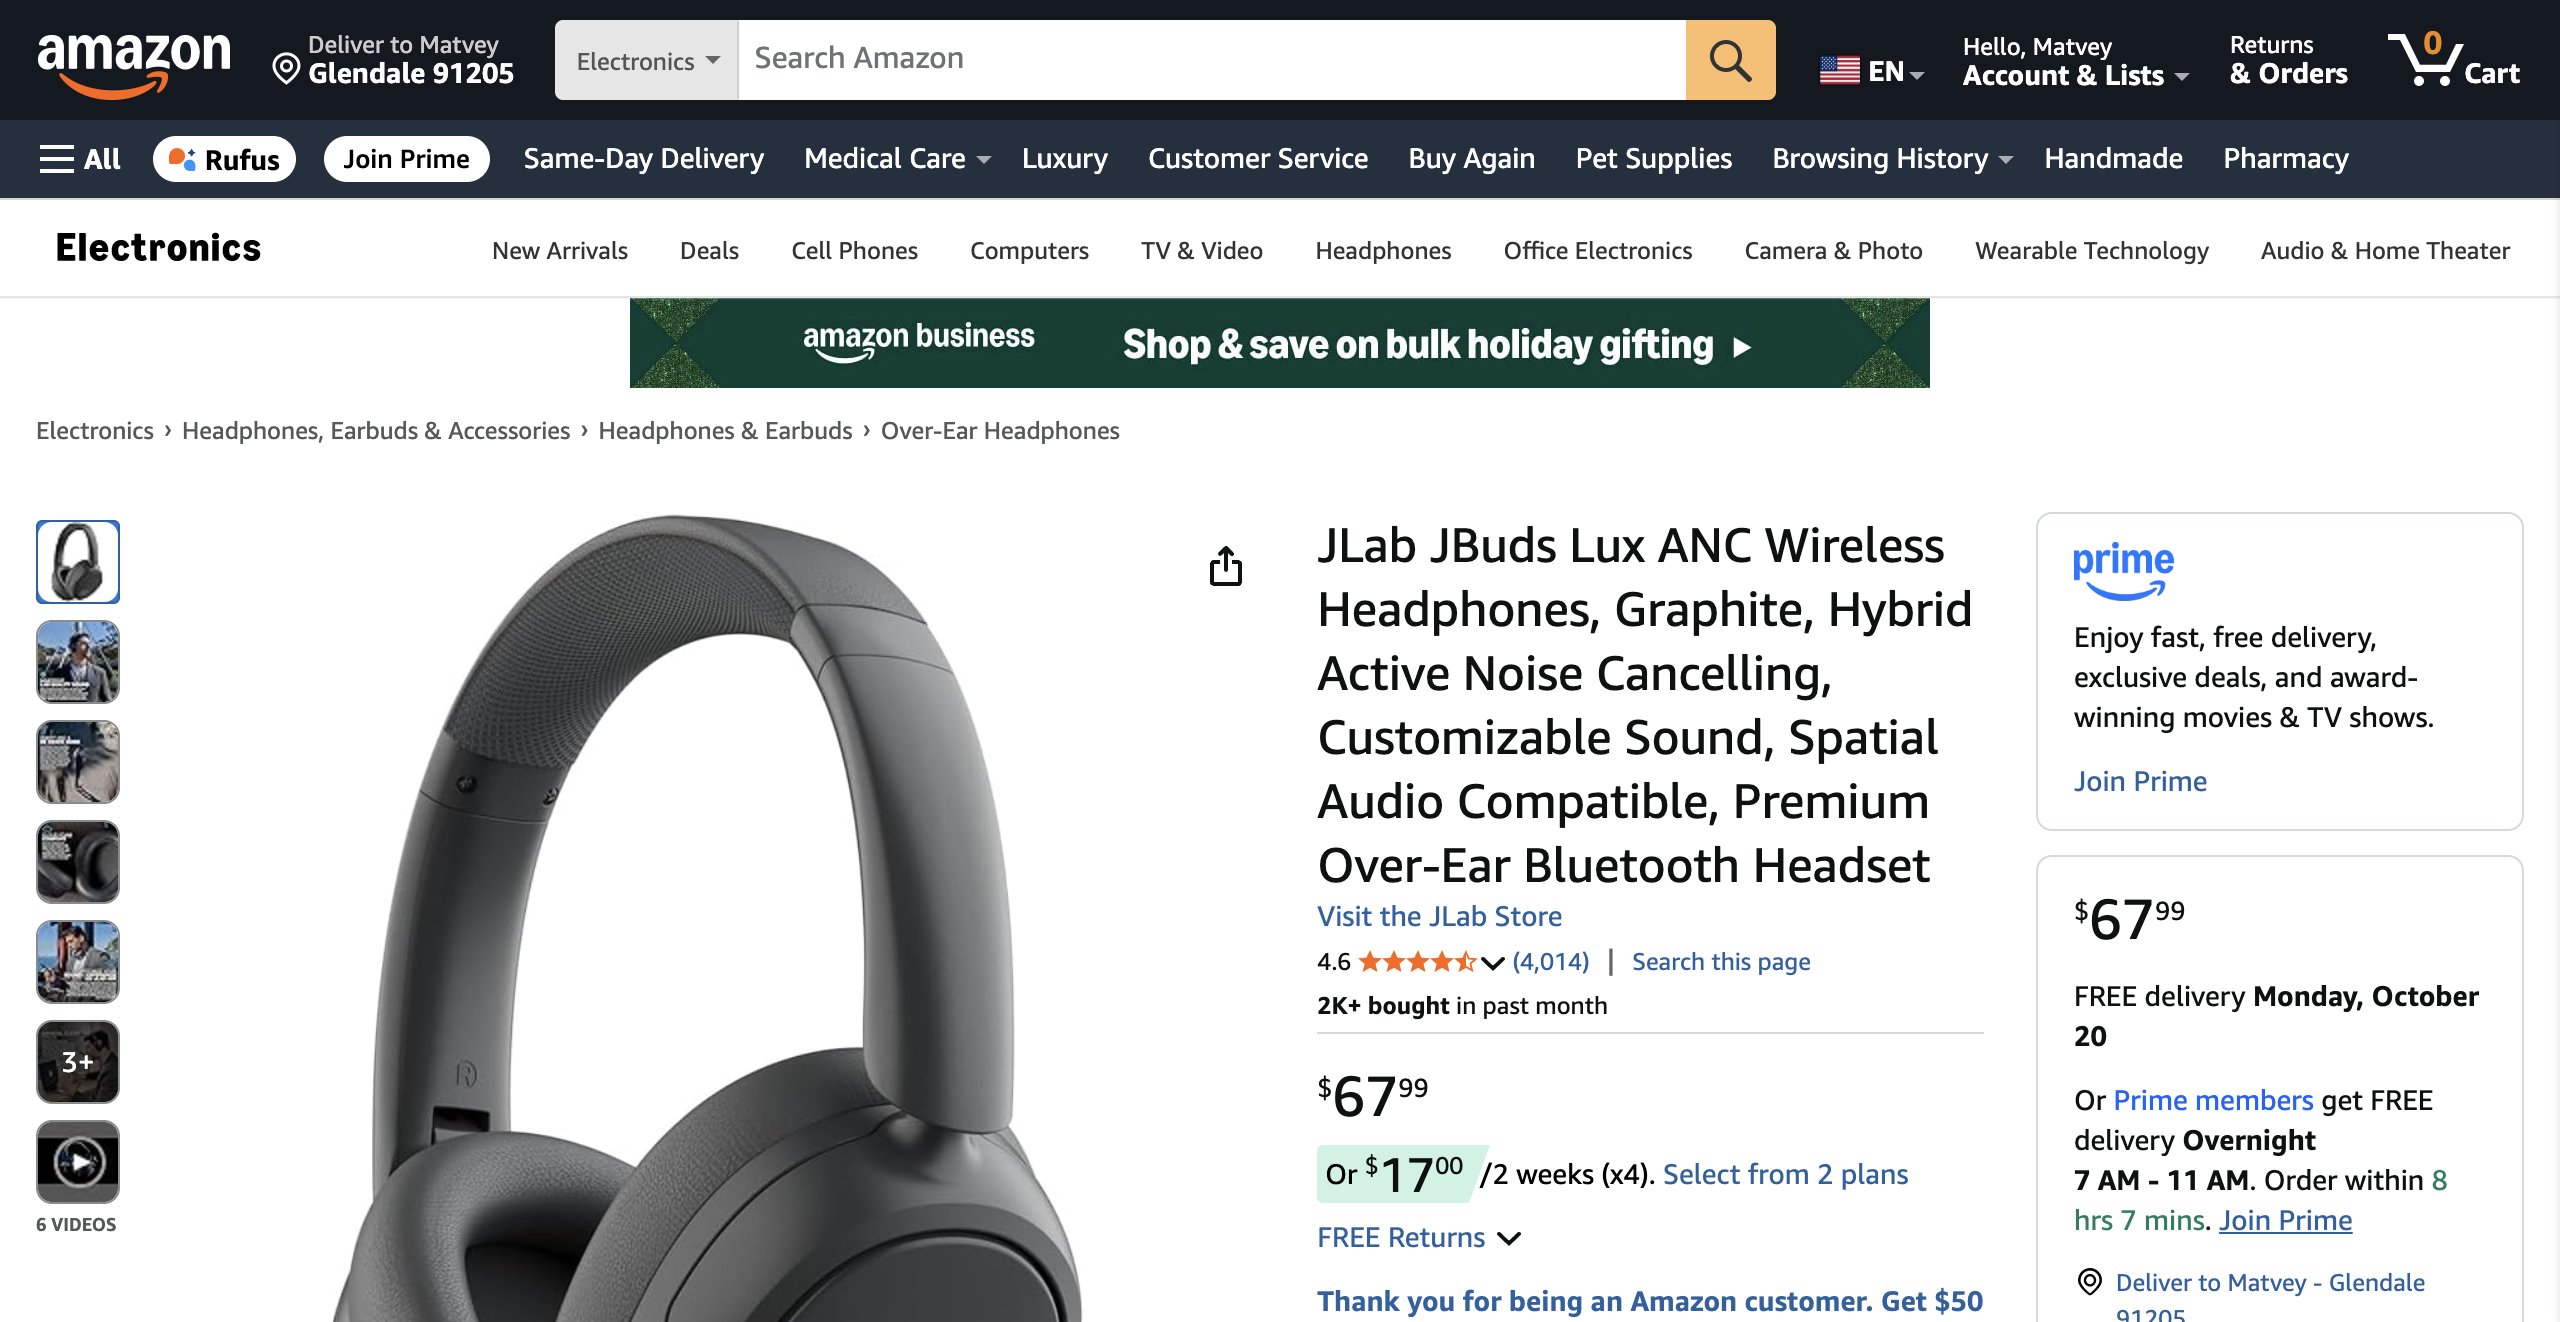 amazon
Deliver to Matvey
Glendale 91205
Electronics
Search Amazon
EN
Hello, Matvey
Account & Lists
Returns
& Orders
0
Cart
All
Rufus
Join Prime
Same-Day Delivery
Medical Care
Luxury
Customer Service
Buy Again
Pet Supplies
Browsing History
Handmade
Pharmacy
Electronics
New Arrivals
Deals
Cell Phones
Computers
TV & Video
Headphones
Office Electronics
Camera & Photo
Wearable Technology
Audio & Home Theater
amazon business
Shop & save on bulk holiday gifting
Electronics › Headphones, Earbuds & Accessories › Headphones & Earbuds › Over-Ear Headphones
3+
6 VIDEOS
R
JLab JBuds Lux ANC Wireless
Headphones, Graphite, Hybrid
Active Noise Cancelling,
Customizable Sound, Spatial
Audio Compatible, Premium
Over-Ear Bluetooth Headset
Visit the JLab Store
4.6 (4,014) | Search this page
2K+ bought in past month
$67.99
Or $17.00 /2 weeks (x4). Select from 2 plans
FREE Returns
Thank you for being an Amazon customer. Get $50
prime
Enjoy fast, free delivery,
exclusive deals, and award-
winning movies & TV shows.
Join Prime
$67.99
FREE delivery Monday, October
20
Or Prime members get FREE
delivery Overnight
7 AM - 11 AM. Order within 8
hrs 7 mins. Join Prime
Deliver to Matvey - Glendale
91205